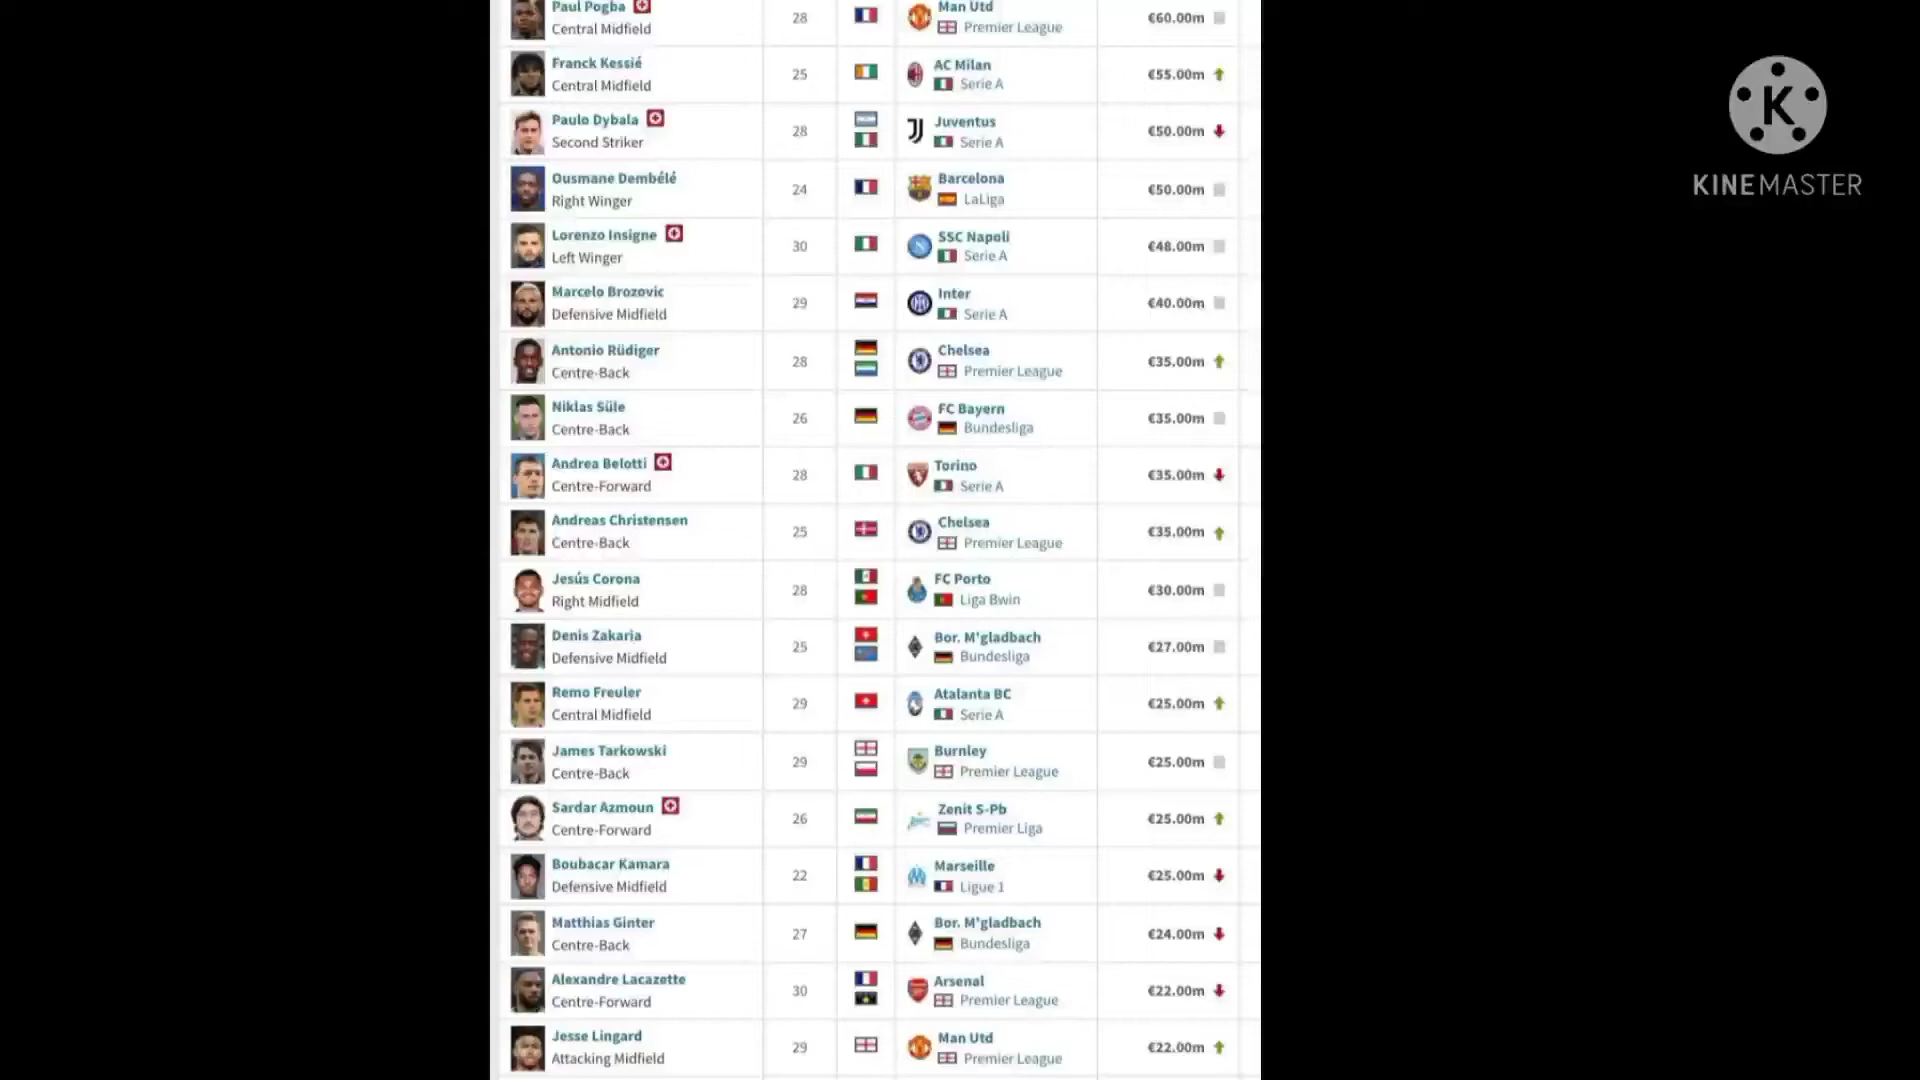 Paul Pogba
Central Midfield
28
Man Utd
Premier League
€60.00m
Franck Kessié
Central Midfield
25
AC Milan
Serie A
€55.00m
Paulo Dybala
Second Striker
28
Juventus
Serie A
€50.00m
Ousmane Dembélé
Right Winger
24
Barcelona
LaLiga
€50.00m
Lorenzo Insigne
Left Winger
30
SSC Napoli
Serie A
€48.00m
Marcelo Brozovic
Defensive Midfield
29
Inter
Serie A
€40.00m
Antonio Rüdiger
Centre-Back
28
Chelsea
Premier League
€35.00m
Niklas Süle
Centre-Back
26
FC Bayern
Bundesliga
€35.00m
Andrea Belotti
Centre-Forward
28
Torino
Serie A
€35.00m
Andreas Christensen
Centre-Back
25
Chelsea
Premier League
€35.00m
Jesús Corona
Right Midfield
28
FC Porto
Liga Bwin
€30.00m
Denis Zakaria
Defensive Midfield
25
Bor. M'gladbach
Bundesliga
€27.00m
Remo Freuler
Central Midfield
29
Atalanta BC
Serie A
€25.00m
James Tarkowski
Centre-Back
29
Burnley
Premier League
€25.00m
Sardar Azmoun
Centre-Forward
26
Zenit S-Pb
Premier Liga
€25.00m
Boubacar Kamara
Defensive Midfield
22
Marseille
Ligue 1
€25.00m
Matthias Ginter
Centre-Back
27
Bor. M'gladbach
Bundesliga
€24.00m
Alexandre Lacazette
Centre-Forward
30
Arsenal
Premier League
€22.00m
Jesse Lingard
Attacking Midfield
29
Man Utd
Premier League
€22.00m
K
KINEMASTER